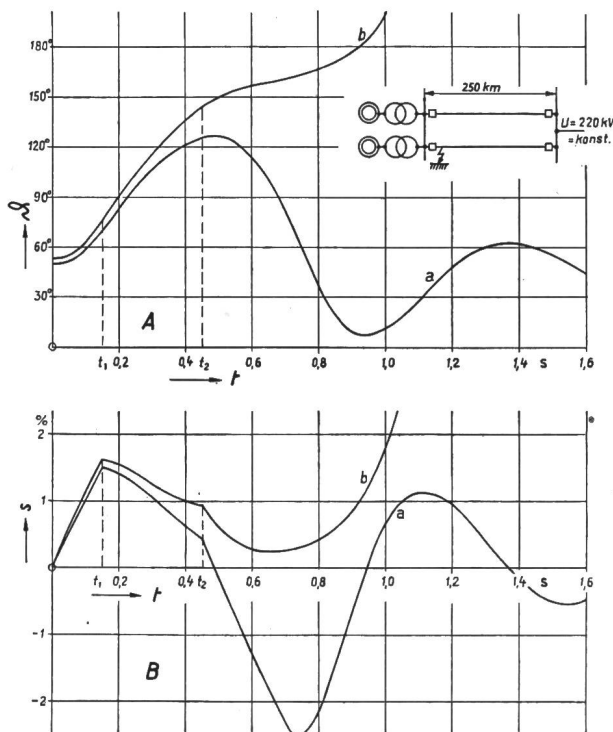 180°
150°
120°
90°
60°
30°
ϑ
b
a
A
250 km
U = 220 kV
= konst.
t₁ 0,2 0,4 t₂ 0,6 0,8 1,0 1,2 1,4 s 1,6
t
%
2
1
0
-1
-2
s
b
a
B
t₁ 0,2 0,4 t₂ 0,6 0,8 1,0 1,2 1,4 s 1,6
t